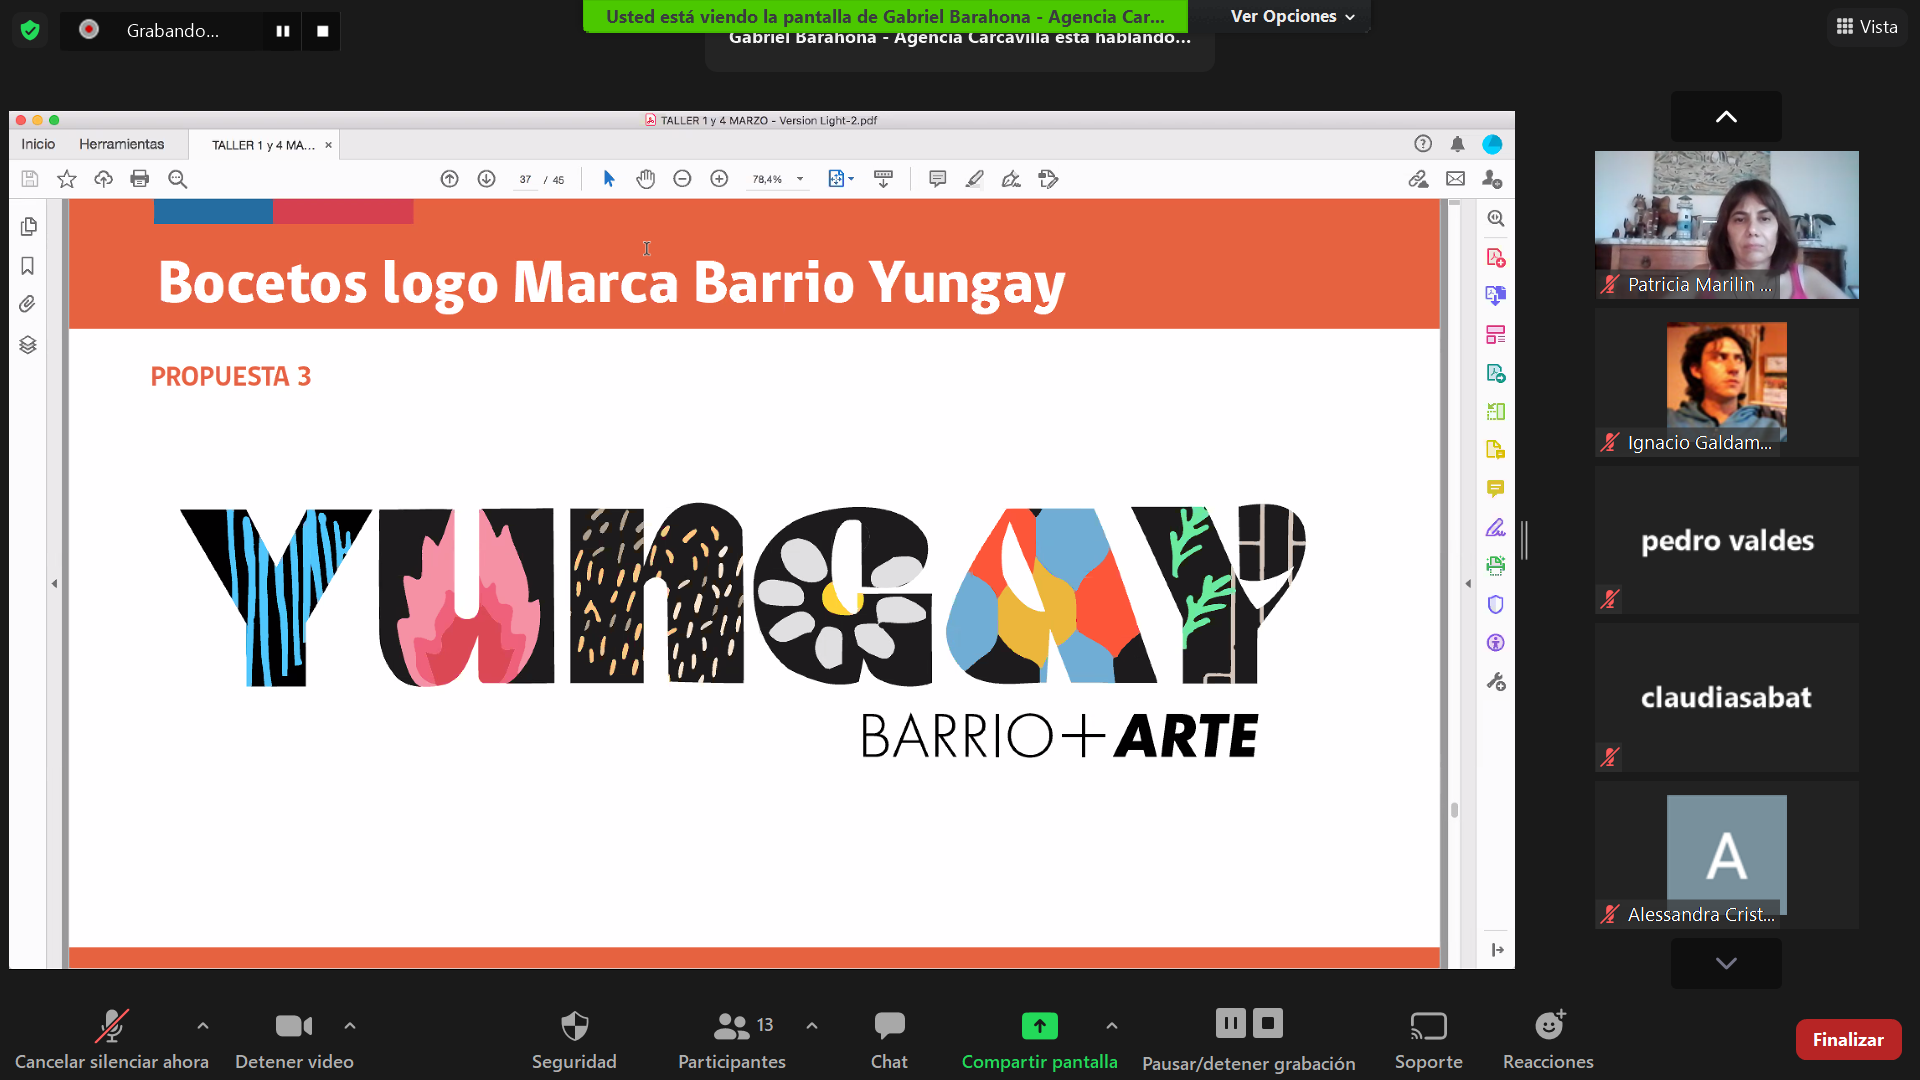 Grabando...
Usted está viendo la pantalla de Gabriel Barahona - Agencia Car...
Ver Opciones
Gabriel Barahona - Agencia Carcavilla está hablando...
Vista
TALLER 1 y 4 MARZO - Version Light-2.pdf
Inicio
Herramientas
TALLER 1 y 4 MA... ×
37 / 45
78,4%
Bocetos logo Marca Barrio Yungay
PROPUESTA 3
YUNGAY
BARRIO+ARTE
Patricia Marilin ...
Ignacio Galdam...
pedro valdes
claudiasabat
A
Alessandra Crist...
Cancelar silenciar ahora
Detener video
Seguridad
13
Participantes
Chat
Compartir pantalla
Pausar/detener grabación
Soporte
Reacciones
Finalizar